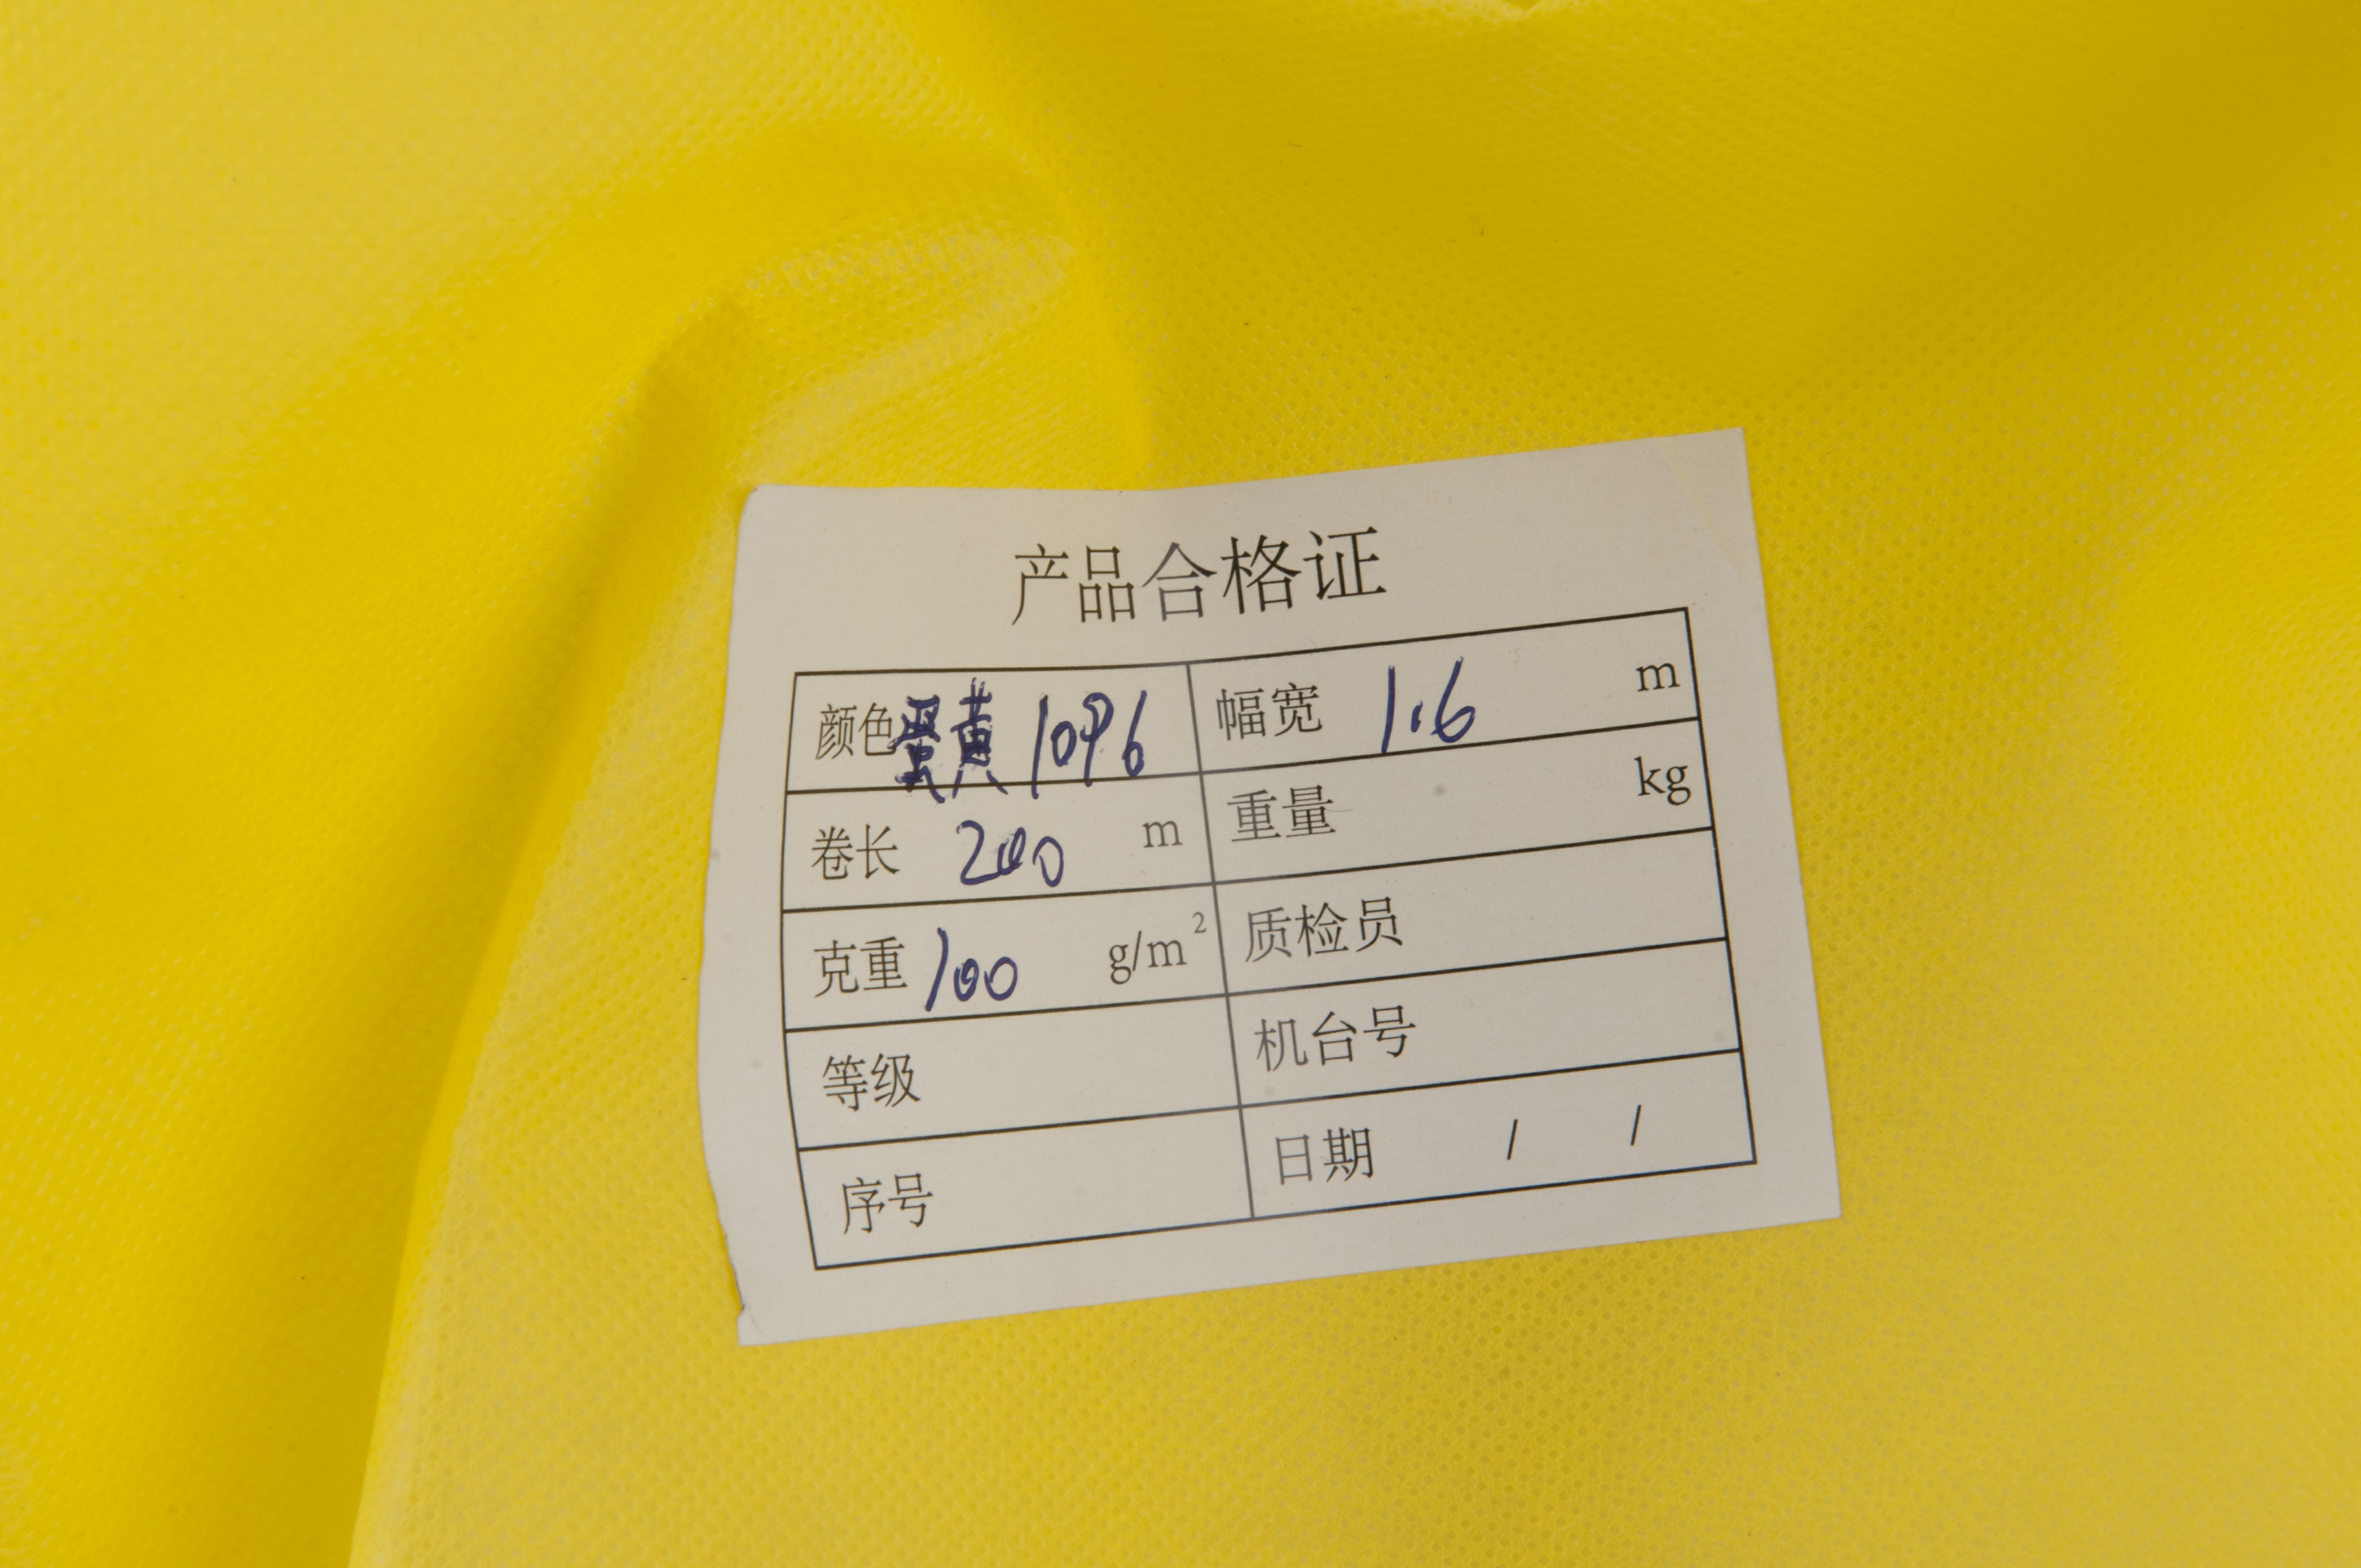 产品合格证
颜色 蛋黄 1096 幅宽 1.6 m
卷长 200 m 重量 kg
克重 100 g/m² 质检员
等级 机台号
序号 日期 / /